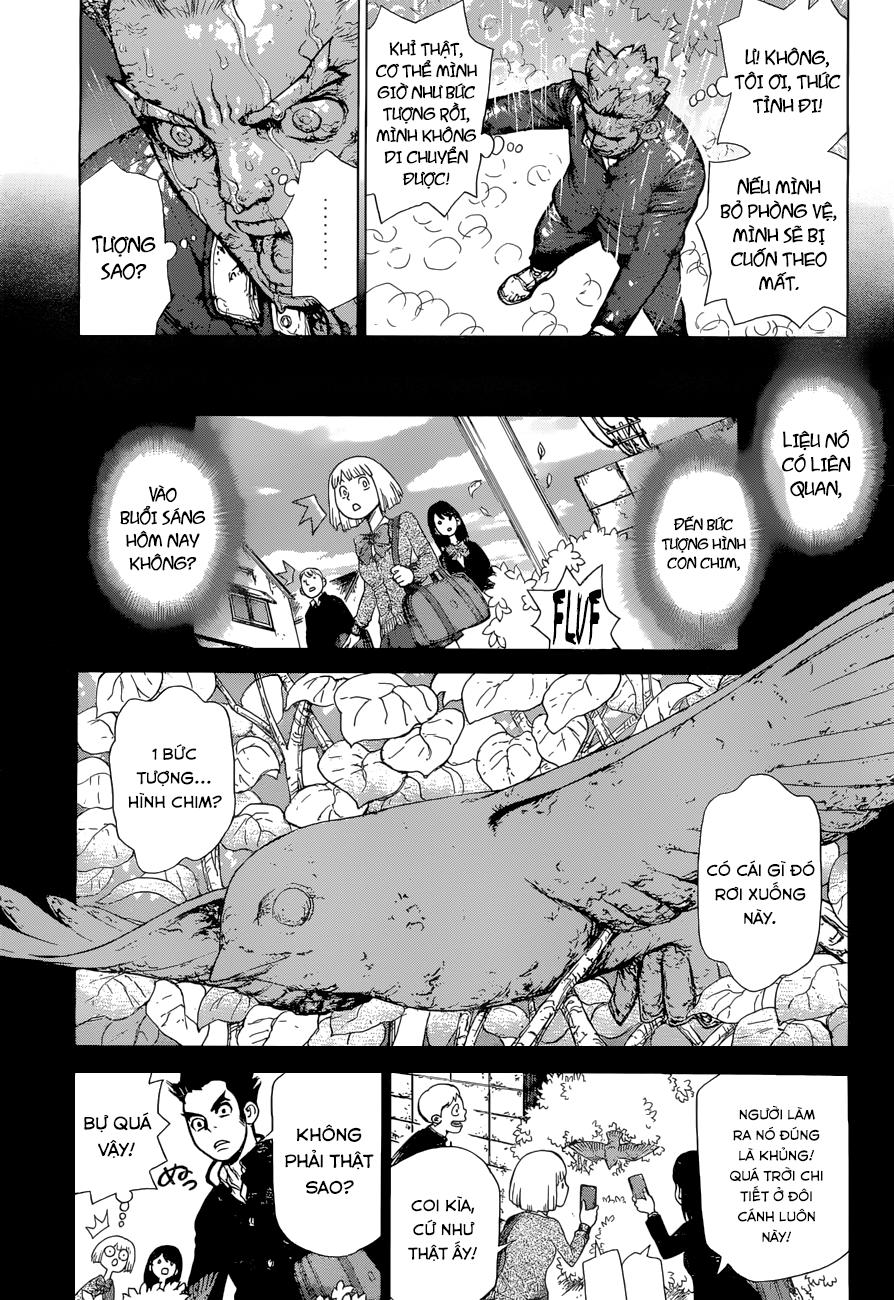 Ư! KHÔNG,
TÔI ƠI, THỨC
TỈNH ĐI!
NẾU MÌNH
BỎ PHÒNG VỆ,
MÌNH SẼ BỊ
CUỐN THEO
MẤT.
KHỈ THẬT,
CƠ THỂ MÌNH
GIỜ NHƯ BỨC
TƯỢNG RỒI,
MÌNH KHÔNG
DI CHUYỂN
ĐƯỢC!
. . . . . .
TƯỢNG
SAO?
LIỆU NÓ
CÓ LIÊN
QUAN,
ĐẾN BỨC
TƯỢNG HÌNH
CON CHIM,
FLUF
VÀO
BUỔI SÁNG
HÔM NAY
KHÔNG?
CÓ CÁI GÌ ĐÓ
RƠI XUỐNG
NÀY.
1 BỨC
TƯỢNG...
HÌNH CHIM?
NGƯỜI LÀM
RA NÓ ĐÚNG
LÀ KHỦNG!
QUÁ TRỜI CHI
TIẾT Ở ĐÔI
CÁNH LUÔN
NÀY!
COI KÌA,
CỨ NHƯ
THẬT ẤY!
KHÔNG
PHẢI THẬT
SAO?
BỰ QUÁ
VẬY!
ぬっ